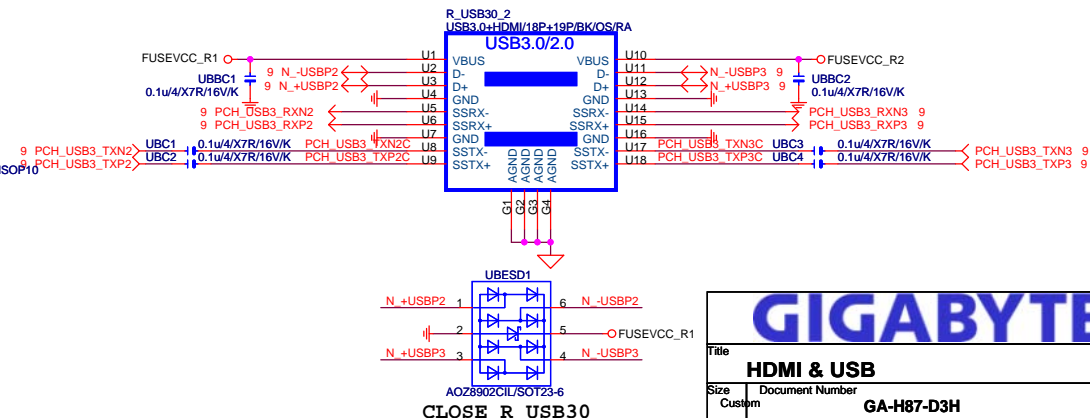 R_USB30_2
USB3.0+HDMI/18P+19P/BK/OS/RA
USB3.0/2.0
FUSEVCC_R1
U1
VBUS
VBUS
U10
FUSEVCC_R2
9 N_-USBP2
U2
D-
D-
U11
N_-USBP3 9
UBBC1
9 N_+USBP2
U3
D+
D+
U12
N_+USBP3 9
UBBC2
0.1u/4/X7R/16V/K
U4
GND
GND
U13
0.1u/4/X7R/16V/K
9 PCH_USB3_RXN2
U5
SSRX-
SSRX-
U14
PCH_USB3_RXN3 9
9 PCH_USB3_RXP2
U6
SSRX+
SSRX+
U15
PCH_USB3_RXP3 9
U7
GND
GND
U16
9 PCH_USB3_TXN2
UBC1
0.1u/4/X7R/16V/K
PCH_USB3_TXN2C
U8
SSTX-
SSTX-
U17
PCH_USB3_TXN3C
UBC3
0.1u/4/X7R/16V/K
PCH_USB3_TXN3 9
9 PCH_USB3_TXP2
UBC2
0.1u/4/X7R/16V/K
PCH_USB3_TXP2C
U9
SSTX+
SSTX+
U18
PCH_USB3_TXP3C
UBC4
0.1u/4/X7R/16V/K
PCH_USB3_TXP3 9
SOP10
AGND
AGND
AGND
AGND
G1
G2
G3
G4
UBESD1
N_+USBP2
1
6
N_-USBP2
2
5
FUSEVCC_R1
N_+USBP3
3
4
N_-USBP3
AOZ8902CIL/SOT23-6
CLOSE R_USB30
GIGABYTE
Title
HDMI & USB
Size
Custom
Document Number
GA-H87-D3H